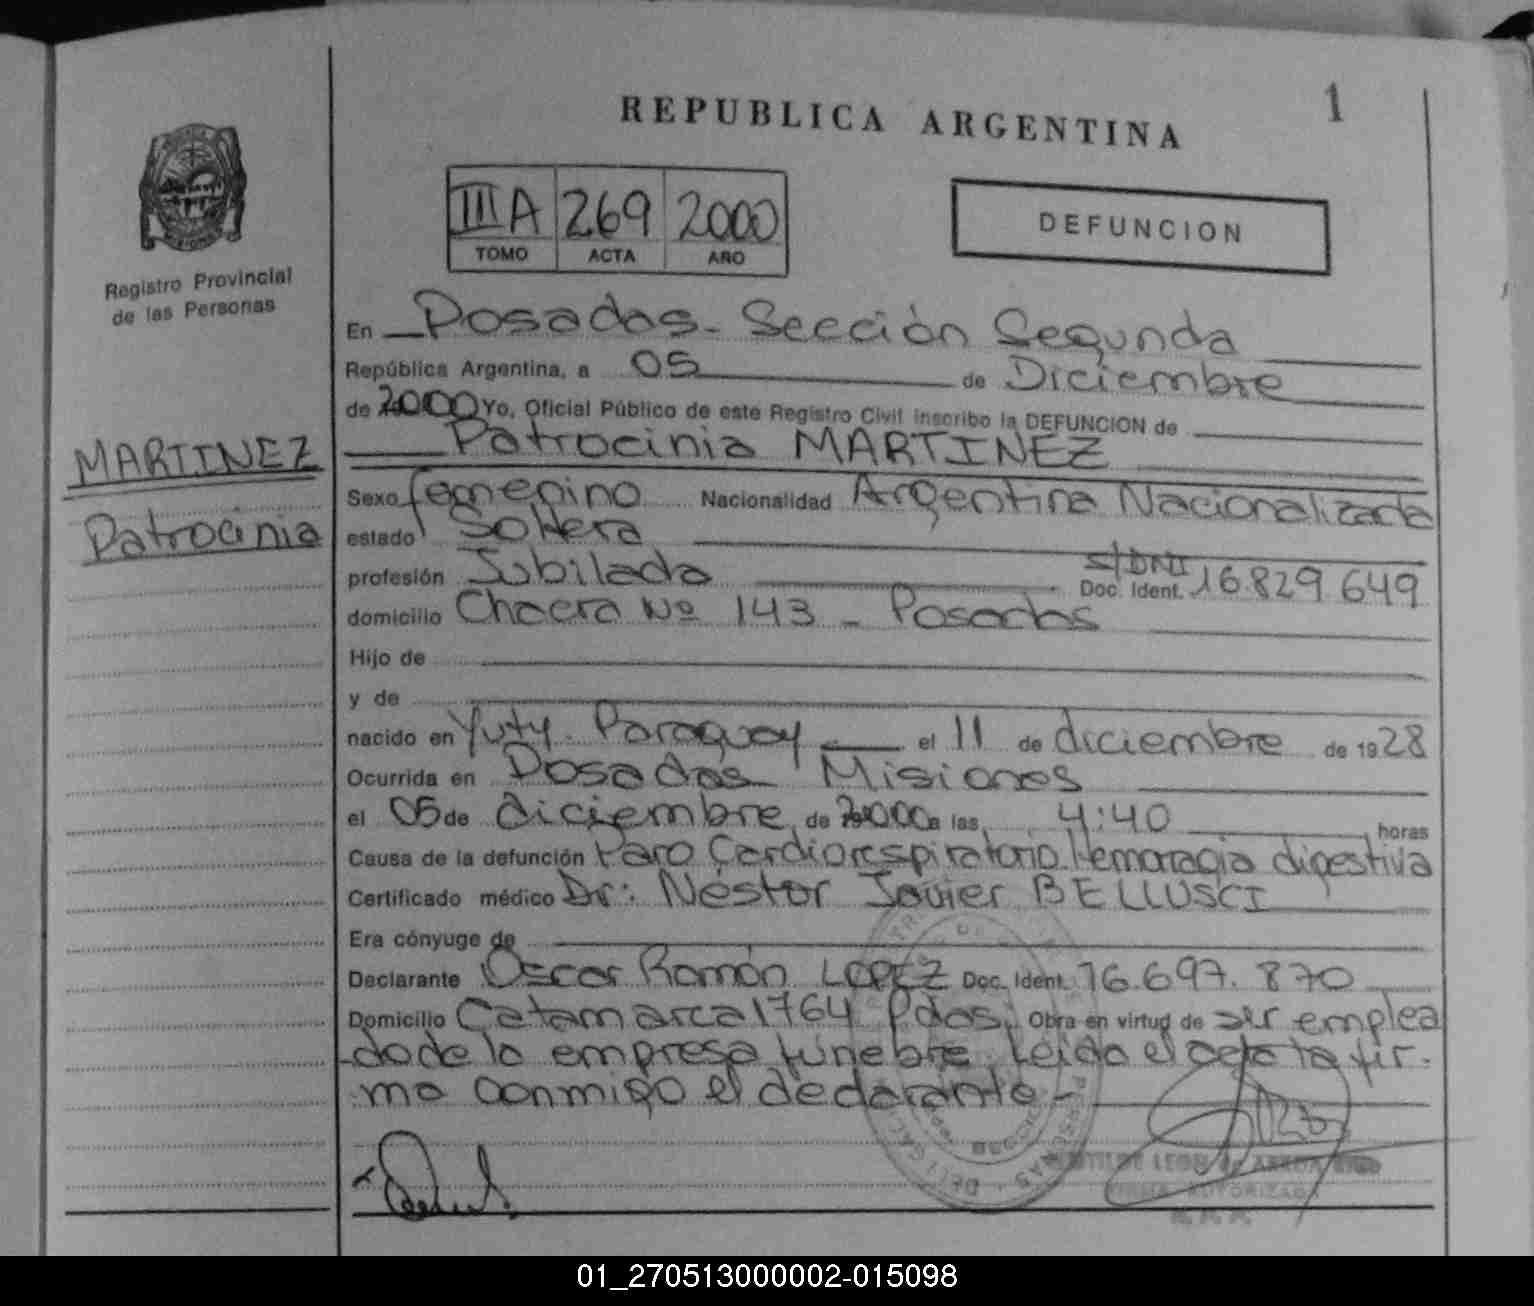 1
REPUBLICA ARGENTINA
III A 269 2000
TOMO ACTA AÑO
DEFUNCION
Registro Provincial
de las Personas
MARTINEZ
Patrocinia
En Posadas - Sección Segunda
República Argentina, a 05 de Diciembre
de 2000 Yo, Oficial Público de este Registro Civil inscribo la DEFUNCION de
Patrocinia MARTINEZ
Sexo femenino Nacionalidad Argentina Nacionalizada
estado Soltera
profesión Jubilada Doc. Ident. S/DNI 16.829.649
domicilio Chacra Nº 143 - Posadas
Hijo de
y de
nacido en Yuty - Paraguay el 11 de diciembre de 1928
Ocurrida en Posadas Misiones
el 05 de diciembre de 2000 a las 4:40 horas
Causa de la defunción Paro Cardiorespiratorio Hemoragia digestiva
Certificado médico Dr: Néstor Javier BELLUSCI
Era cónyuge de
Declarante Oscar Ramón LOPEZ Doc. Ident. 16.697.870
Domicilio Catamarca 1764 Pdas. Obra en virtud de ser emplea
do de la empresa fúnebre. Leida el acta la fir-
ma conmigo el declarante -
LEON de
FIRMA AUTORIZADA
01_270513000002-015098